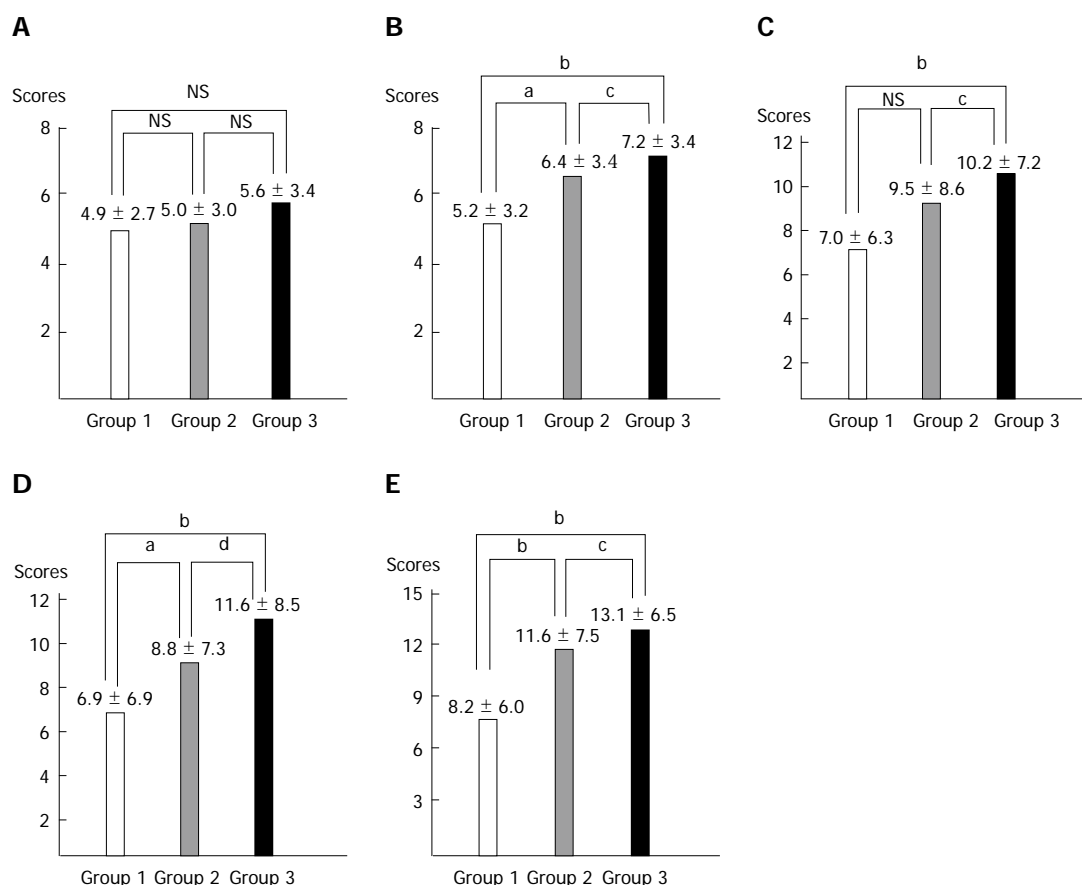 A
NS
Scores
NS NS
8
5.6 ± 3.4
6
4.9 ± 2.7 5.0 ± 3.0
4
2
Group 1 Group 2 Group 3
B
b
Scores
a c
8
7.2 ± 3.4
6.4 ± 3.4
6
5.2 ± 3.2
4
2
Group 1 Group 2 Group 3
C
b
NS c
Scores
12
10.2 ± 7.2
10
9.5 ± 8.6
8
7.0 ± 6.3
6
4
2
Group 1 Group 2 Group 3
D
b
a d
Scores
12
11.6 ± 8.5
10
8.8 ± 7.3
8
6.9 ± 6.9
6
4
2
Group 1 Group 2 Group 3
E
b
b c
Scores
15
13.1 ± 6.5
12
11.6 ± 7.5
9
8.2 ± 6.0
6
3
Group 1 Group 2 Group 3